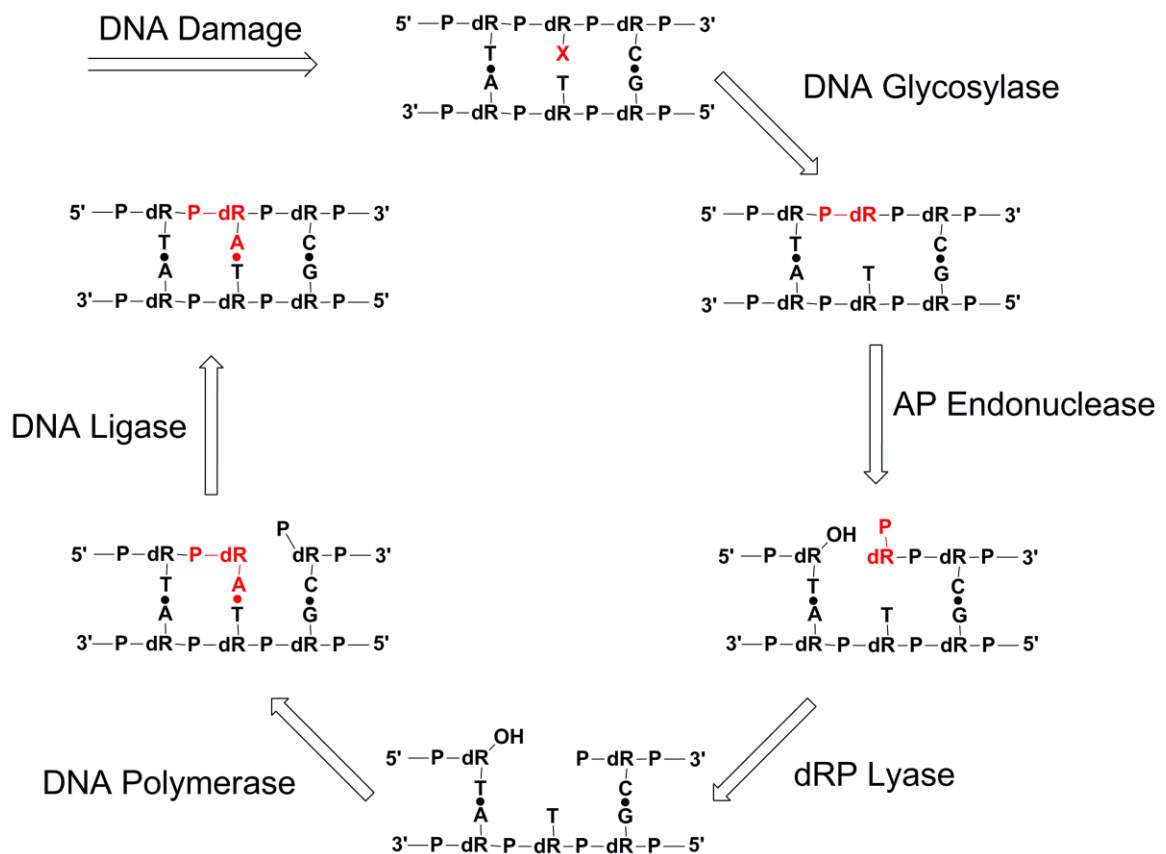 DNA Damage
5' —P—dR—P—dR—P—dR—P— 3'
T X C
• •
A T G
3'—P—dR—P—dR—P—dR—P— 5'
DNA Glycosylase
5' —P—dR—P—dR—P—dR—P— 3'
T C
• •
A T G
3'—P—dR—P—dR—P—dR—P— 5'
AP Endonuclease
OH P
5' —P—dR dR—P—dR—P— 3'
T C
• •
A T G
3'—P—dR—P—dR—P—dR—P— 5'
dRP Lyase
OH
5' —P—dR P—dR—P— 3'
T C
• •
A T G
3'—P—dR—P—dR—P—dR—P— 5'
DNA Polymerase
P
5' —P—dR—P—dR dR—P— 3'
T A C
• • •
A T G
3'—P—dR—P—dR—P—dR—P— 5'
DNA Ligase
5' —P—dR—P—dR—P—dR—P— 3'
T A C
• • •
A T G
3'—P—dR—P—dR—P—dR—P— 5'